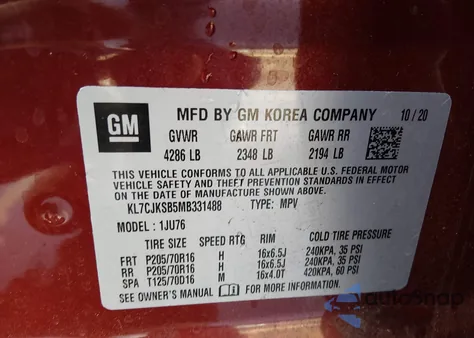 GM
MFD BY GM KOREA COMPANY 10/20
GVWR GAWR FRT GAWR RR
4286 LB 2348 LB 2194 LB
THIS VEHICLE CONFORMS TO ALL APPLICABLE U.S. FEDERAL MOTOR
VEHICLE SAFETY AND THEFT PREVENTION STANDARDS IN EFFECT ON THE
DATE OF MANUFACTURE SHOWN ABOVE.
KL7CJKSB5MB331488 TYPE: MPV
MODEL : 1JU76
TIRE SIZE SPEED RTG RIM COLD TIRE PRESSURE
FRT P205/70R16 H 16x6.5J 240KPA, 35 PSI
RR P205/70R16 H 16x6.5J 240KPA, 35 PSI
SPA T125/70D16 M 16x4.0T 420KPA, 60 PSI
SEE OWNER'S MANUAL FOR MORE INFORMATION
autosnap